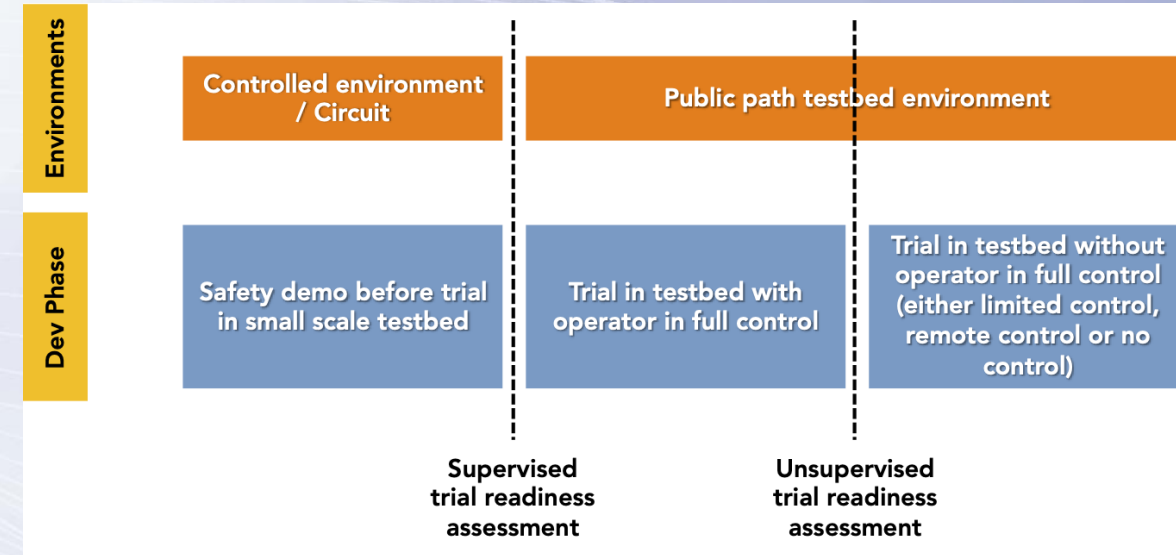 Environments
Controlled environment
/ Circuit
Public path testbed environment
Dev Phase
Safety demo before trial
in small scale testbed
Trial in testbed with
operator in full control
Trial in testbed without
operator in full control
(either limited control,
remote control or no
control)
Supervised
trial readiness
assessment
Unsupervised
trial readiness
assessment